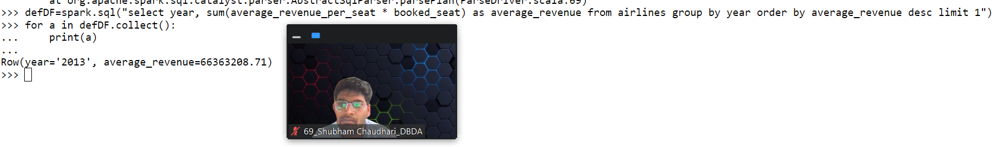 at org.apache.spark.sql.catalyst.parser.AbstractSqlParser.parsePlan(ParseDriver.scala:69)
>>> defDF=spark.sql("select year, sum(average_revenue_per_seat * booked_seat) as average_revenue from airlines group by year order by average_revenue desc limit 1")
>>> for a in defDF.collect():
...     print(a)
...
Row(year='2013', average_revenue=66363208.71)
>>>
69_Shubham Chaudhari_DBDA